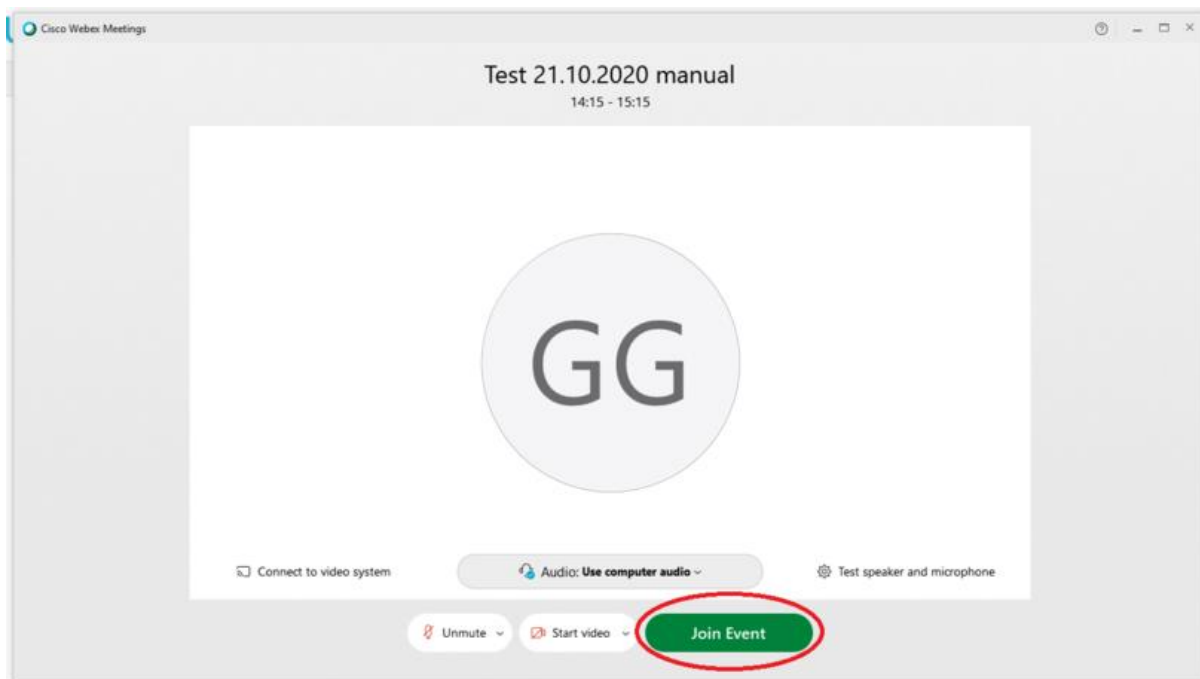 Cisco Webex Meetings
Test 21.10.2020 manual
14:15 - 15:15
GG
Connect to video system
Audio: Use computer audio
Test speaker and microphone
Unmute
Start video
Join Event